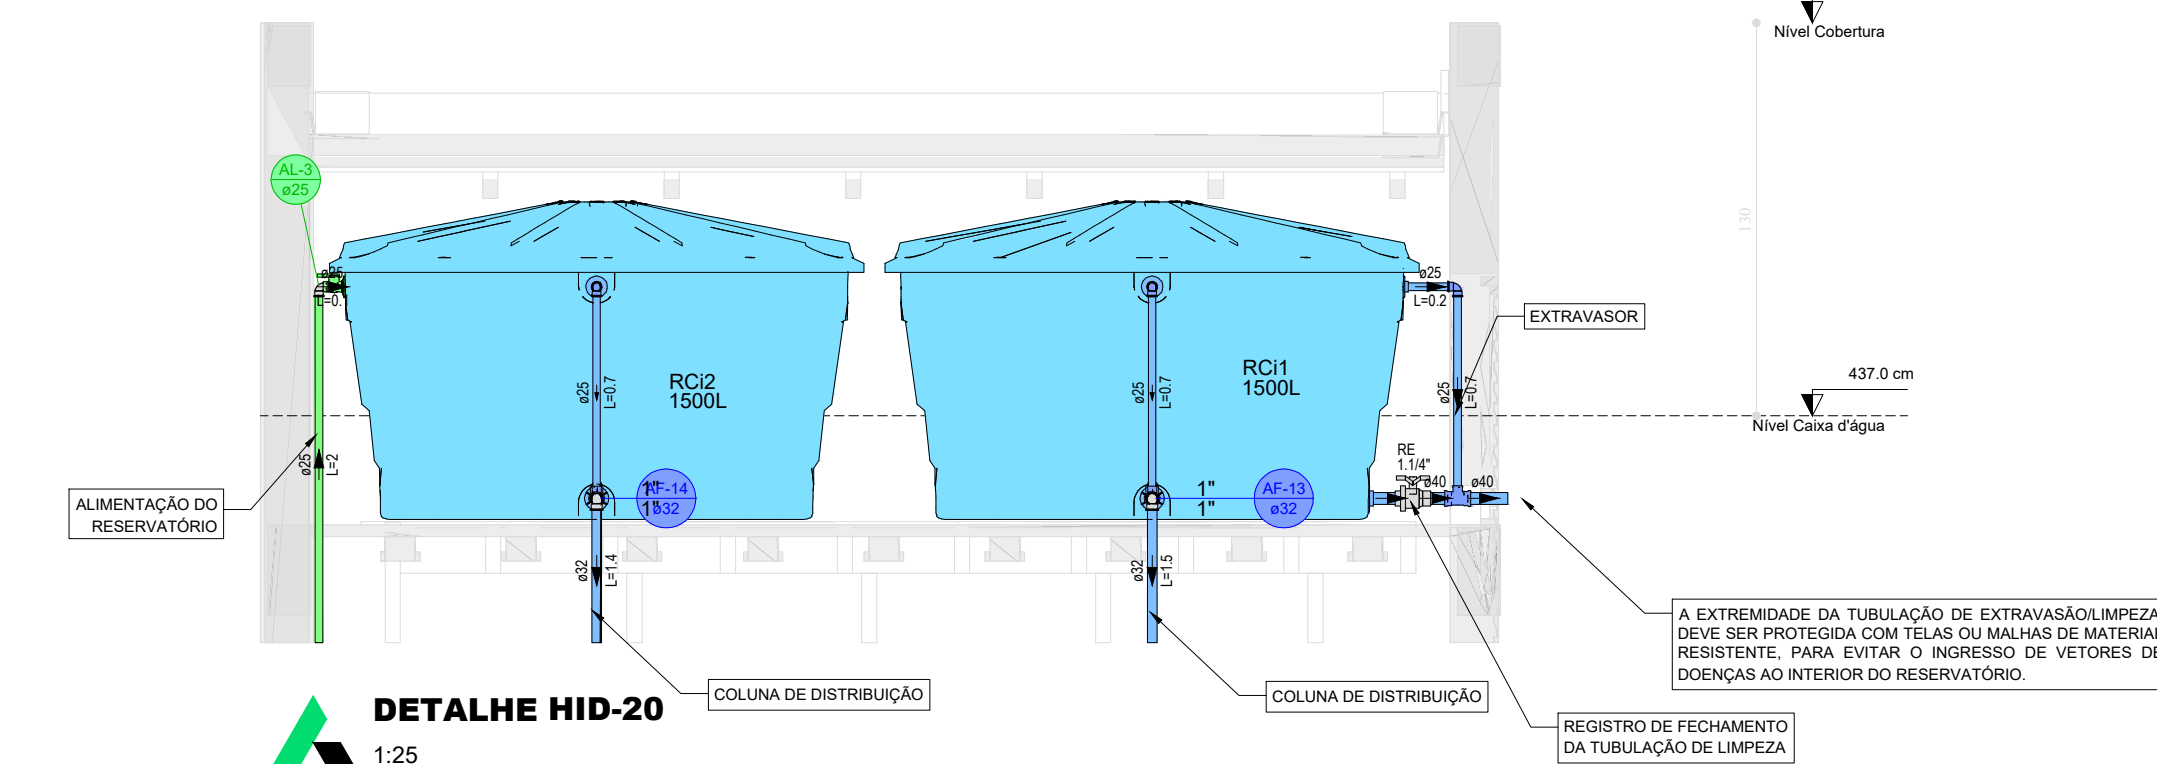 Nível Cobertura
130
AL-3
ø25
ø25
L=0.
ø25
L=0.2
EXTRAVASOR
RCi2
1500L
RCi1
1500L
437.0 cm
Nível Caixa d'água
ø25
L=0.7
ø25
L=0.7
ø25
L=0.7
ø25
L=2
RE
1.1/4"
ø40
ø40
1"
1"
AF-14
ø32
1"
1"
AF-13
ø32
ALIMENTAÇÃO DO
RESERVATÓRIO
ø32
L=1.4
ø32
L=1.5
A EXTREMIDADE DA TUBULAÇÃO DE EXTRAVASÃO/LIMPEZA
DEVE SER PROTEGIDA COM TELAS OU MALHAS DE MATERIAL
RESISTENTE, PARA EVITAR O INGRESSO DE VETORES DE
DOENÇAS AO INTERIOR DO RESERVATÓRIO.
COLUNA DE DISTRIBUIÇÃO
COLUNA DE DISTRIBUIÇÃO
REGISTRO DE FECHAMENTO
DA TUBULAÇÃO DE LIMPEZA
DETALHE HID-20
1:25